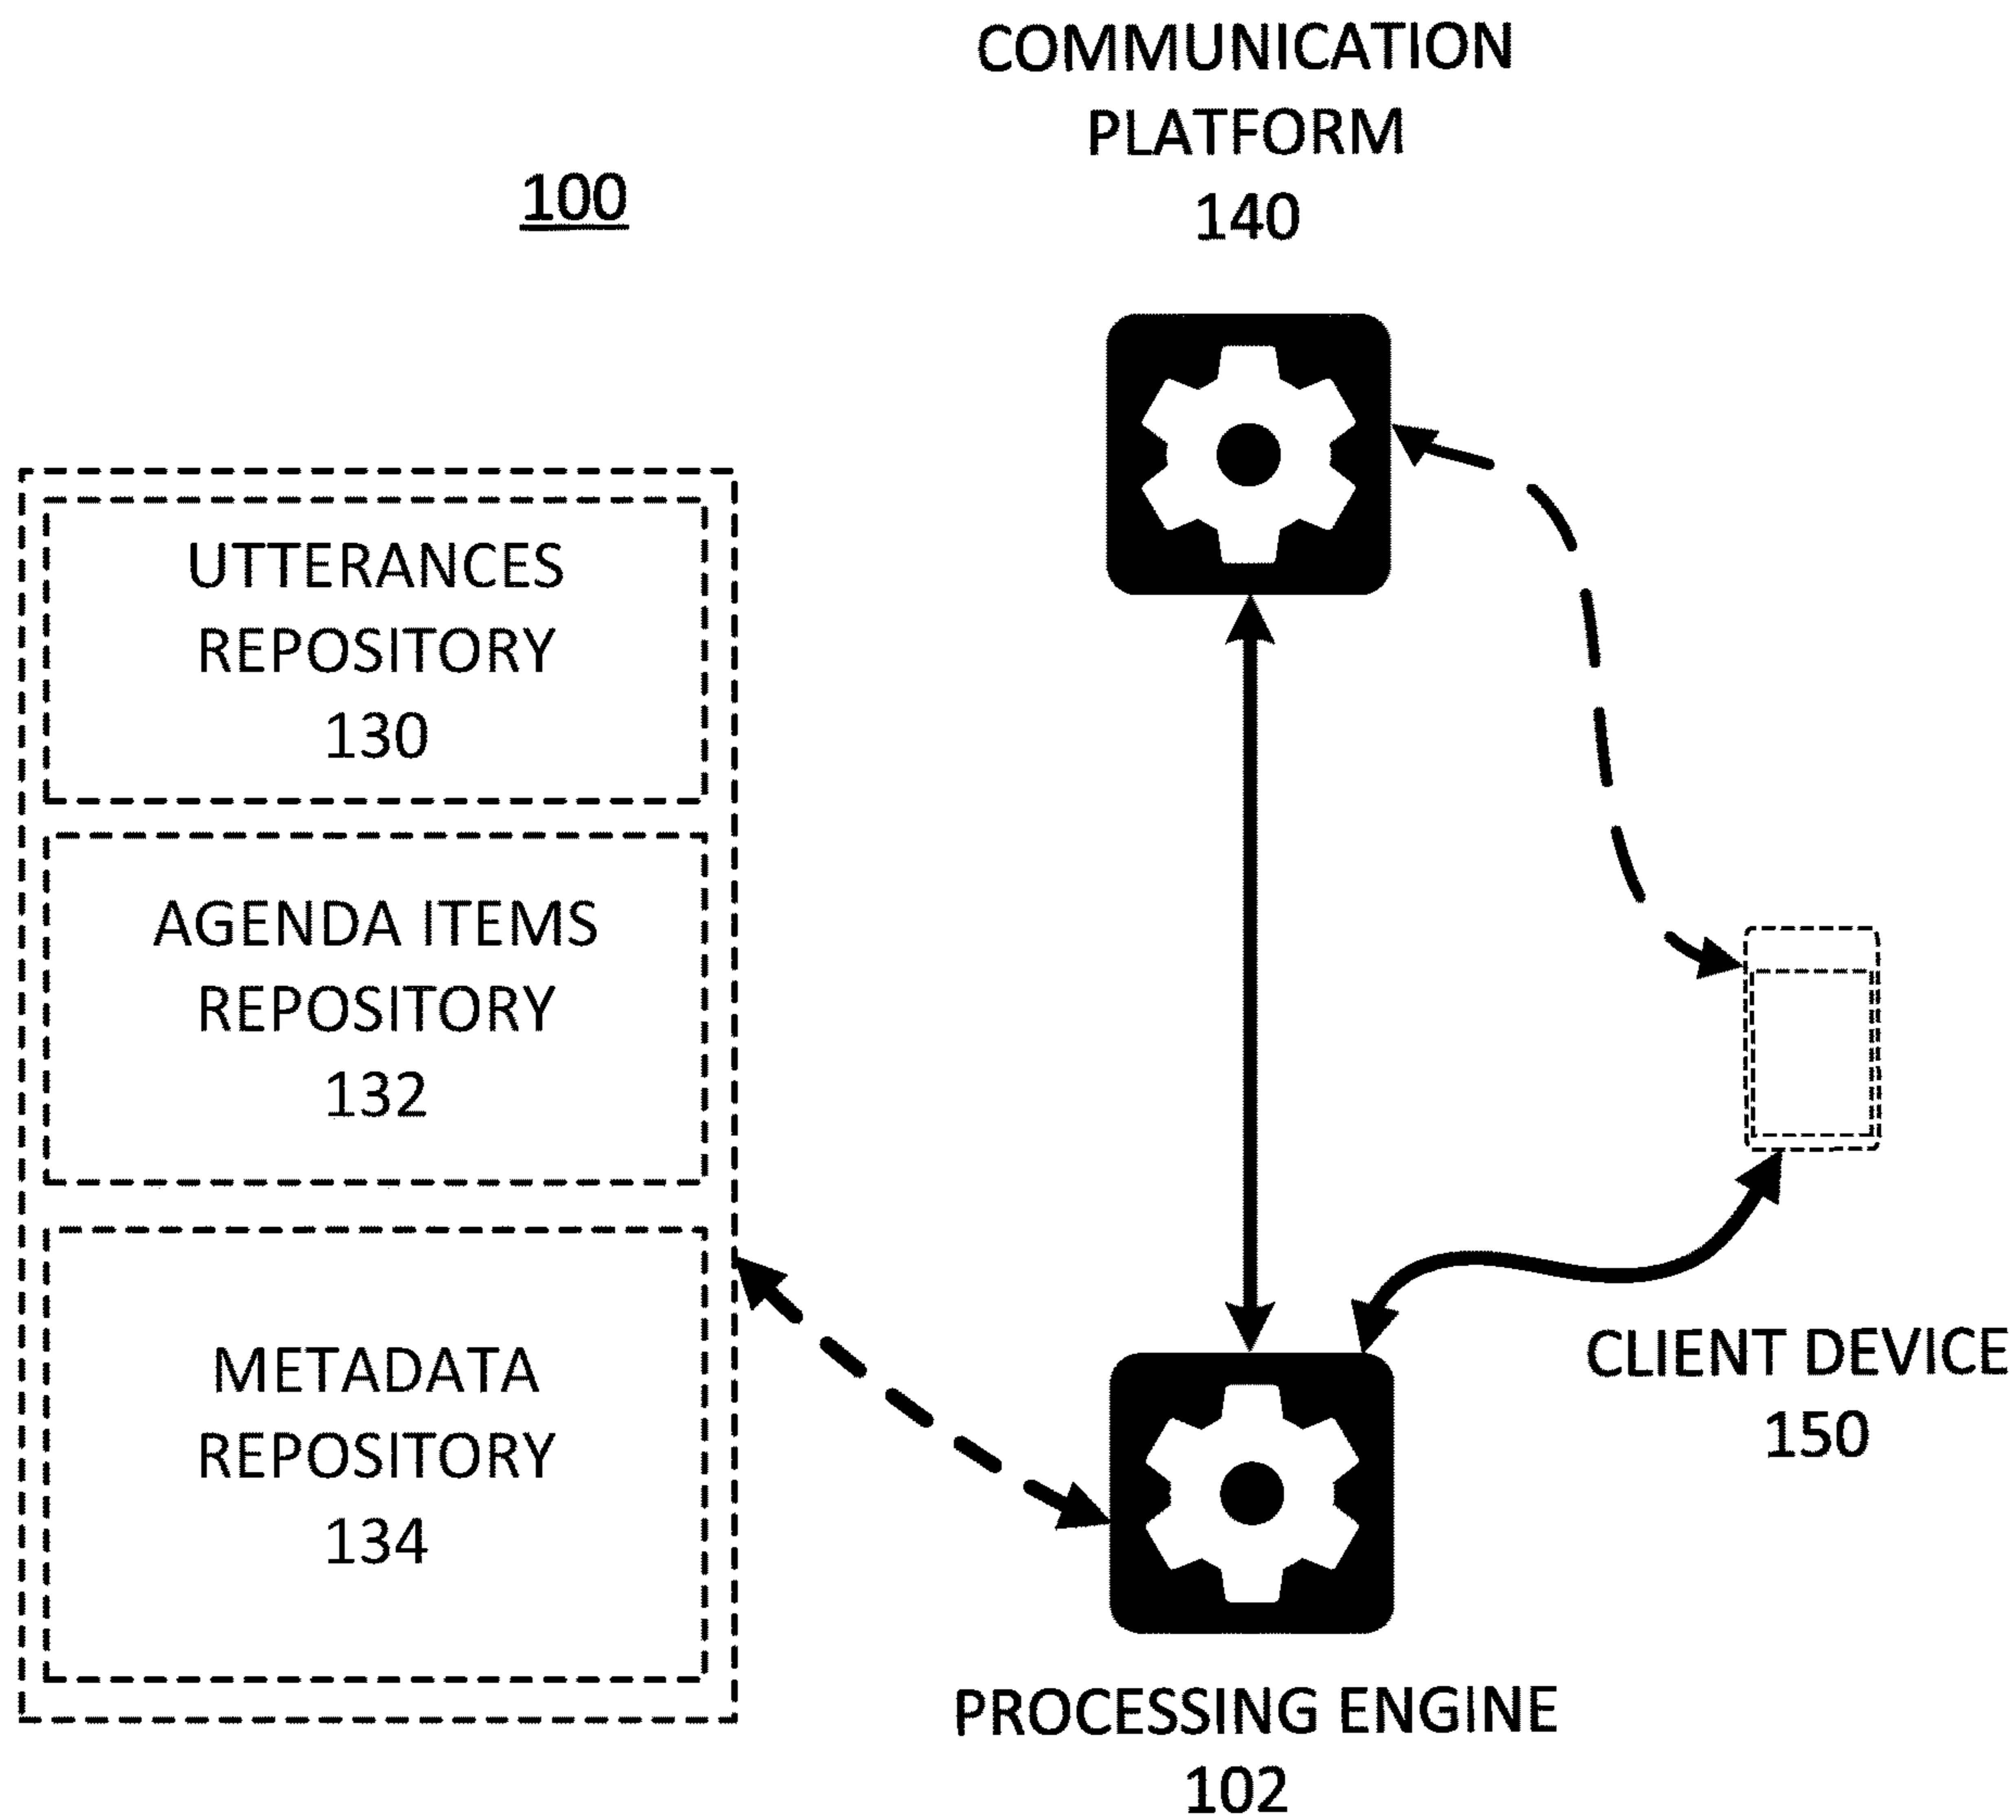 COMMUNICATION
PLATFORM
140
100
UTTERANCES
REPOSITORY
130
AGENDA ITEMS
REPOSITORY
132
METADATA
REPOSITORY
134
CLIENT DEVICE
150
PROCESSING ENGINE
102